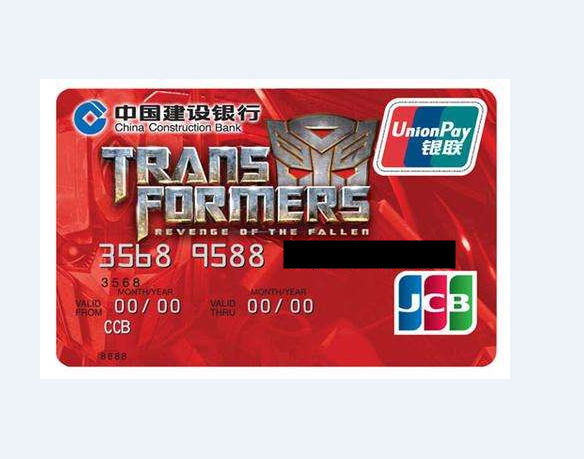 中国建设银行
China Construction Bank
UnionPay
银联
TRANS
FORMERS
REVENGE OF THE FALLEN
3568 9588
3568
MONTH/YEAR MONTH/YEAR
VALID FROM 00/00 VALID THRU 00/00
CCB
JCB
8888